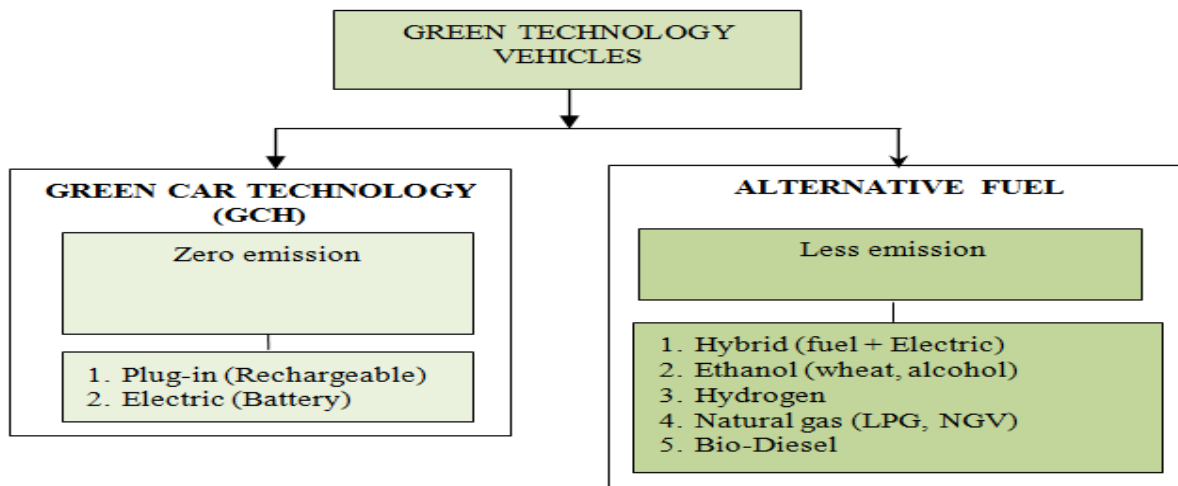 GREEN TECHNOLOGY
VEHICLES
GREEN CAR TECHNOLOGY
(GCH)
Zero emission
1. Plug-in (Rechargeable)
2. Electric (Battery)
ALTERNATIVE FUEL
Less emission
1. Hybrid (fuel + Electric)
2. Ethanol (wheat, alcohol)
3. Hydrogen
4. Natural gas (LPG, NGV)
5. Bio-Diesel